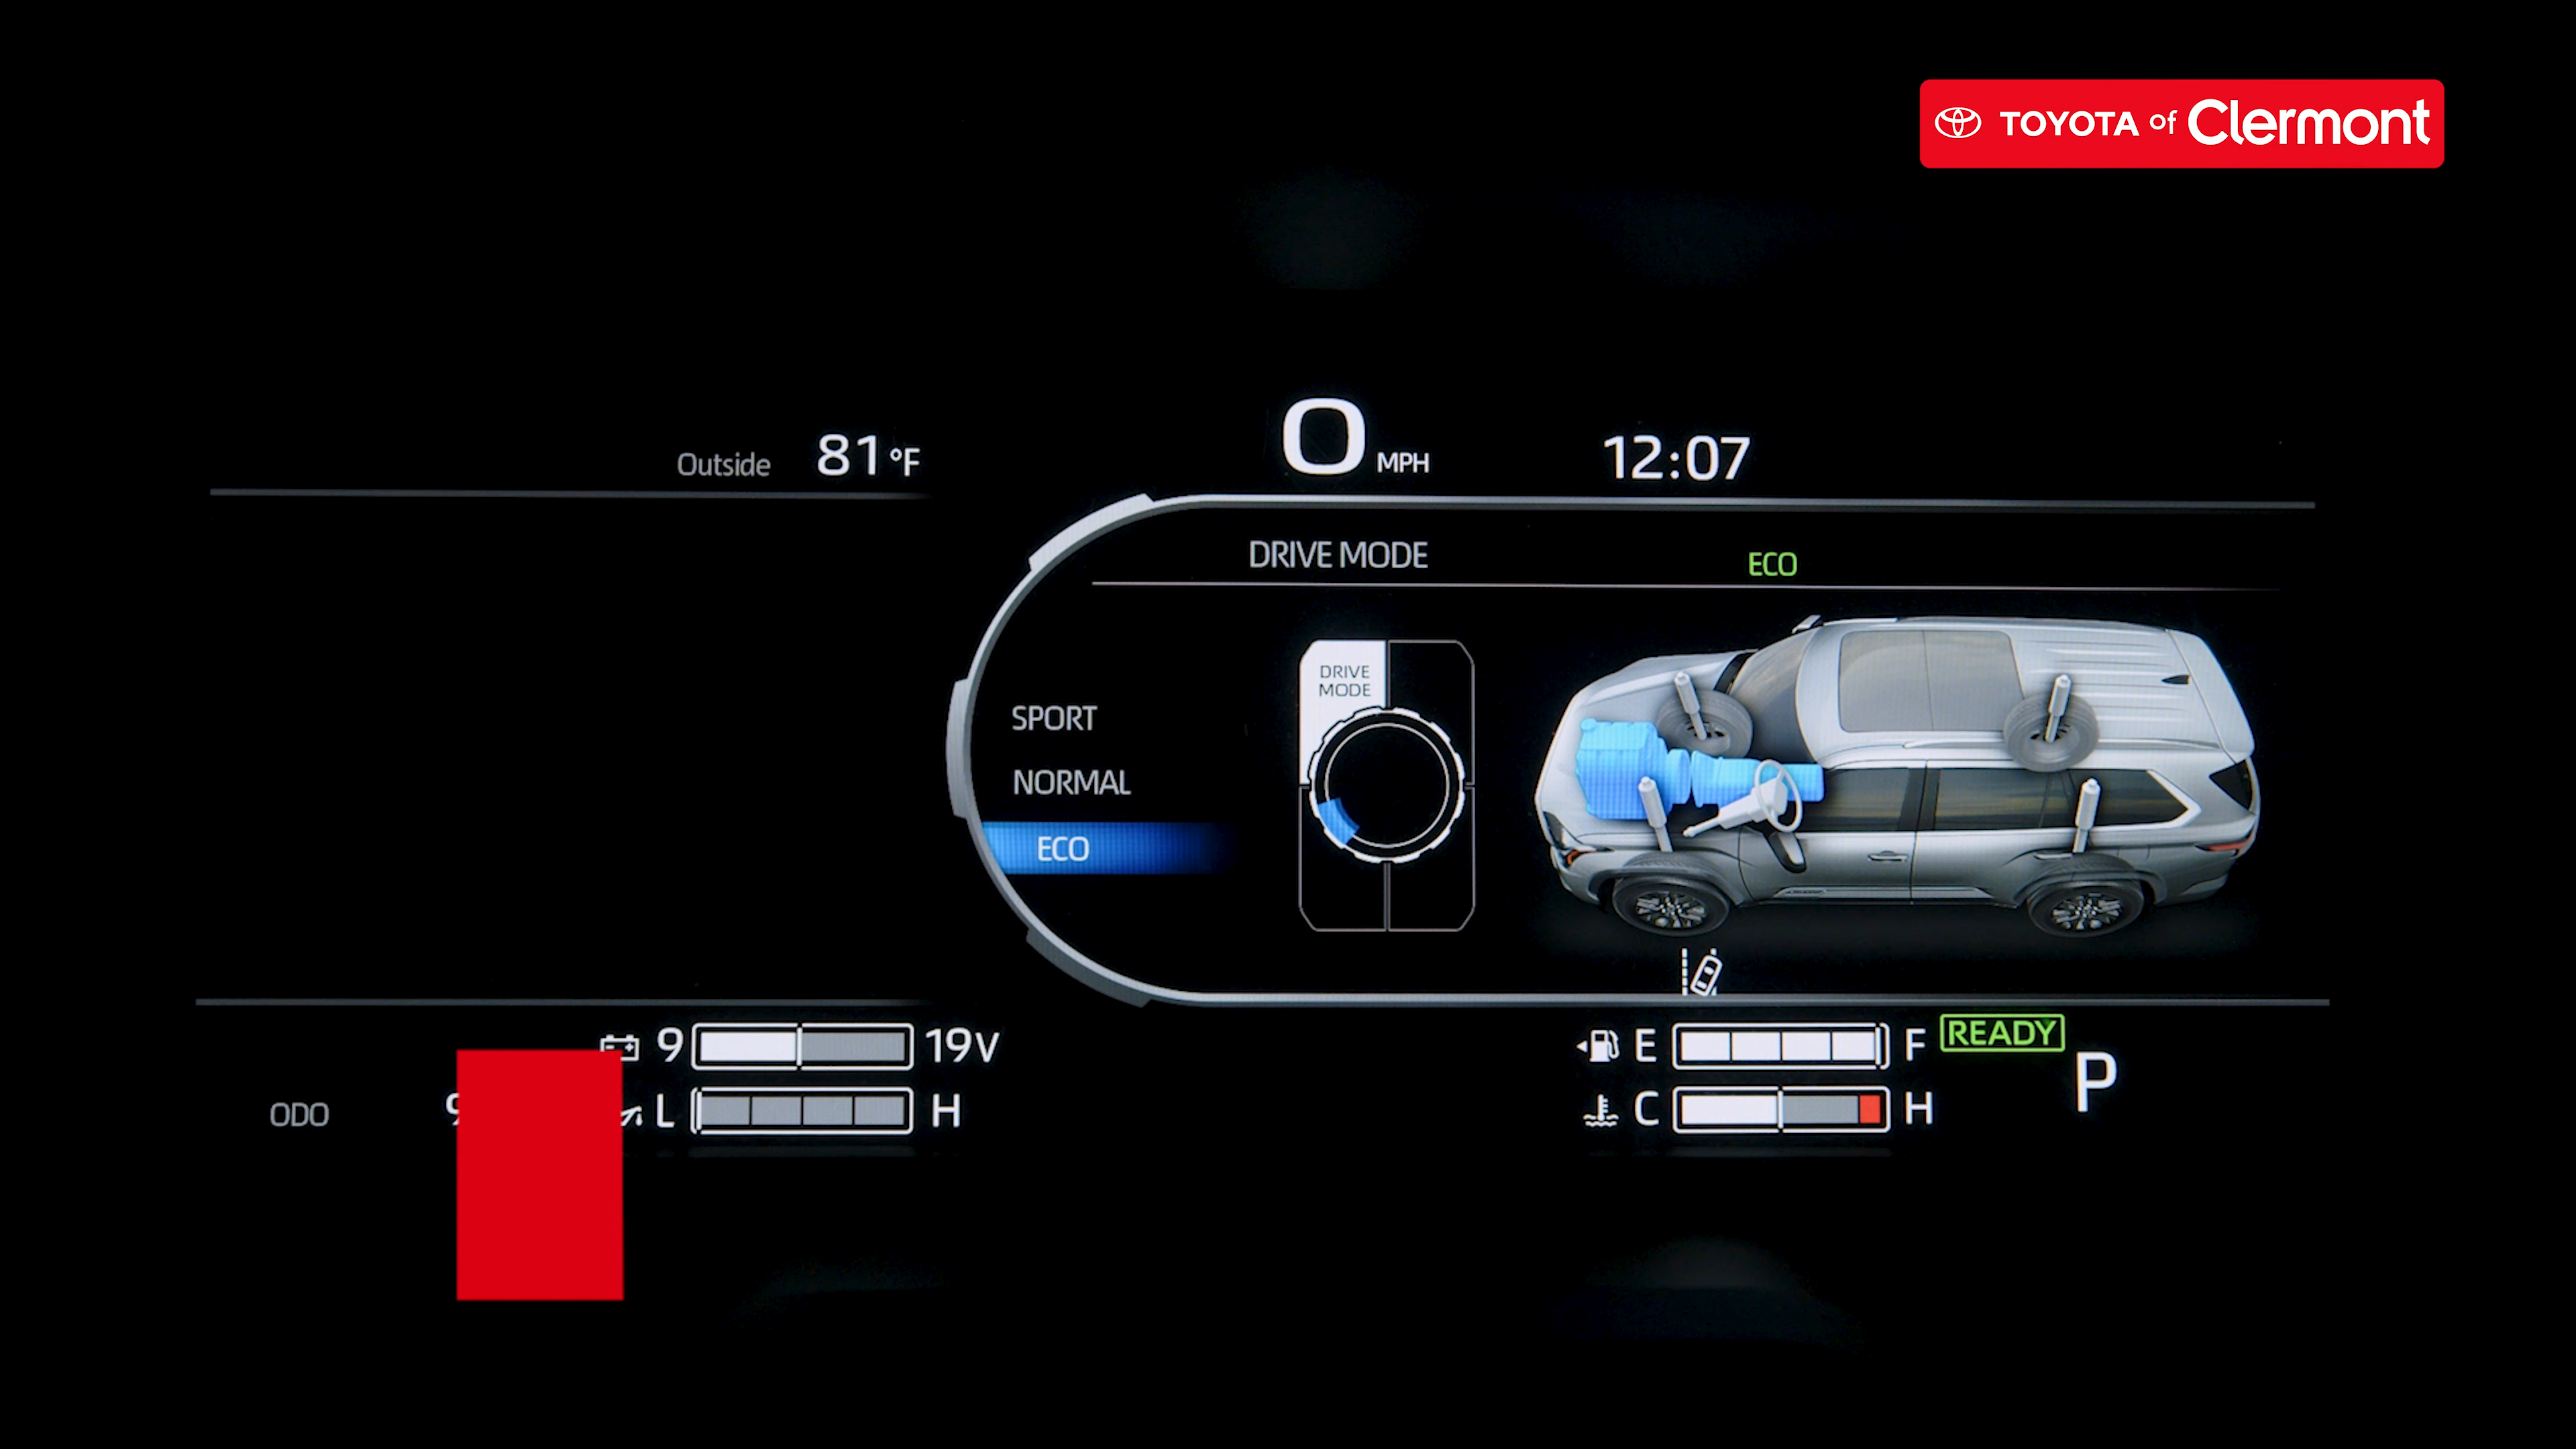 TOYOTA of Clermont
Outside 81°F
0 MPH
12:07
DRIVE MODE
ECO
DRIVE
MODE
SPORT
NORMAL
ECO
9 19V
E F
READY
P
ODO
L H
C H